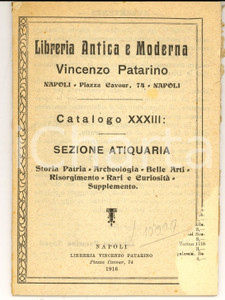 Libreria Antica e Moderna
Vincenzo Patarino
NAPOLI - Piazza Cavour, 74 - NAPOLI
Catalogo XXXIII:
SEZIONE ATIQUARIA
Storia Patria - Archeologia - Belle Arti -
Risorgimento - Rari e Curiosità -
Supplemento.
NAPOLI
LIBRERIA VINCENZO PATARINO
Piazza Cavour, 74
1916